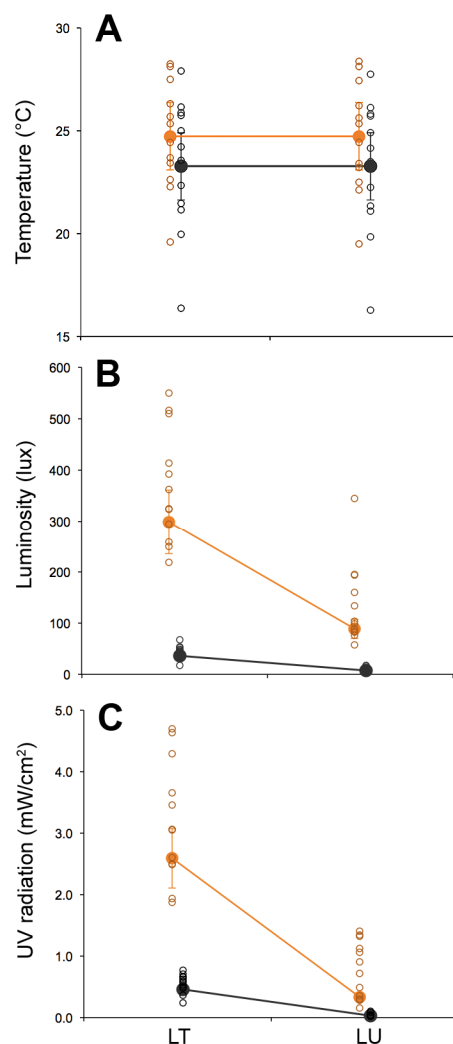 A
Temperature (°C)
30
25
20
15
B
Luminosity (lux)
600
500
400
300
200
100
0
C
UV radiation (mW/cm²)
5.0
4.0
3.0
2.0
1.0
0.0
LT LU